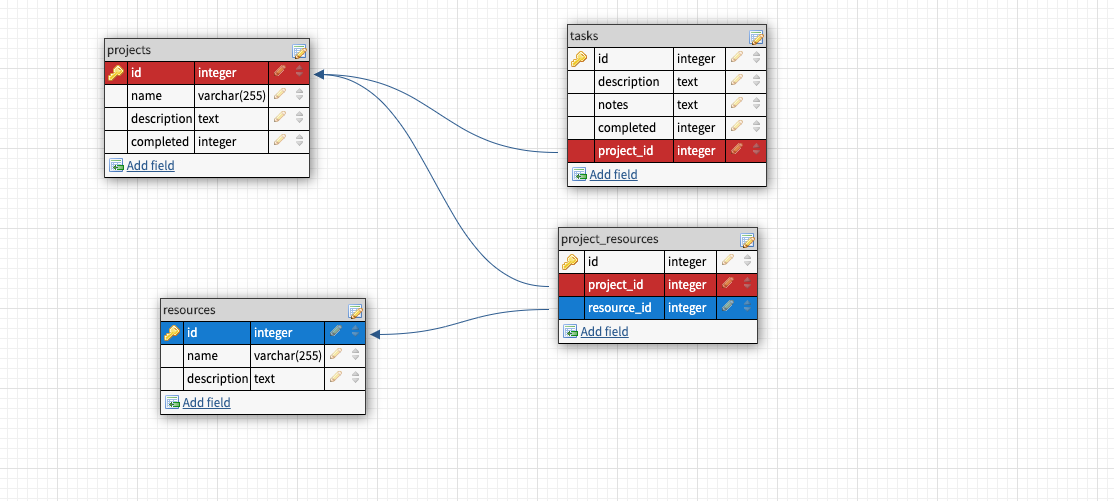 projects
id integer
name varchar(255)
description text
completed integer
Add field
tasks
id integer
description text
notes text
completed integer
project_id integer
Add field
project_resources
id integer
project_id integer
resource_id integer
Add field
resources
id integer
name varchar(255)
description text
Add field